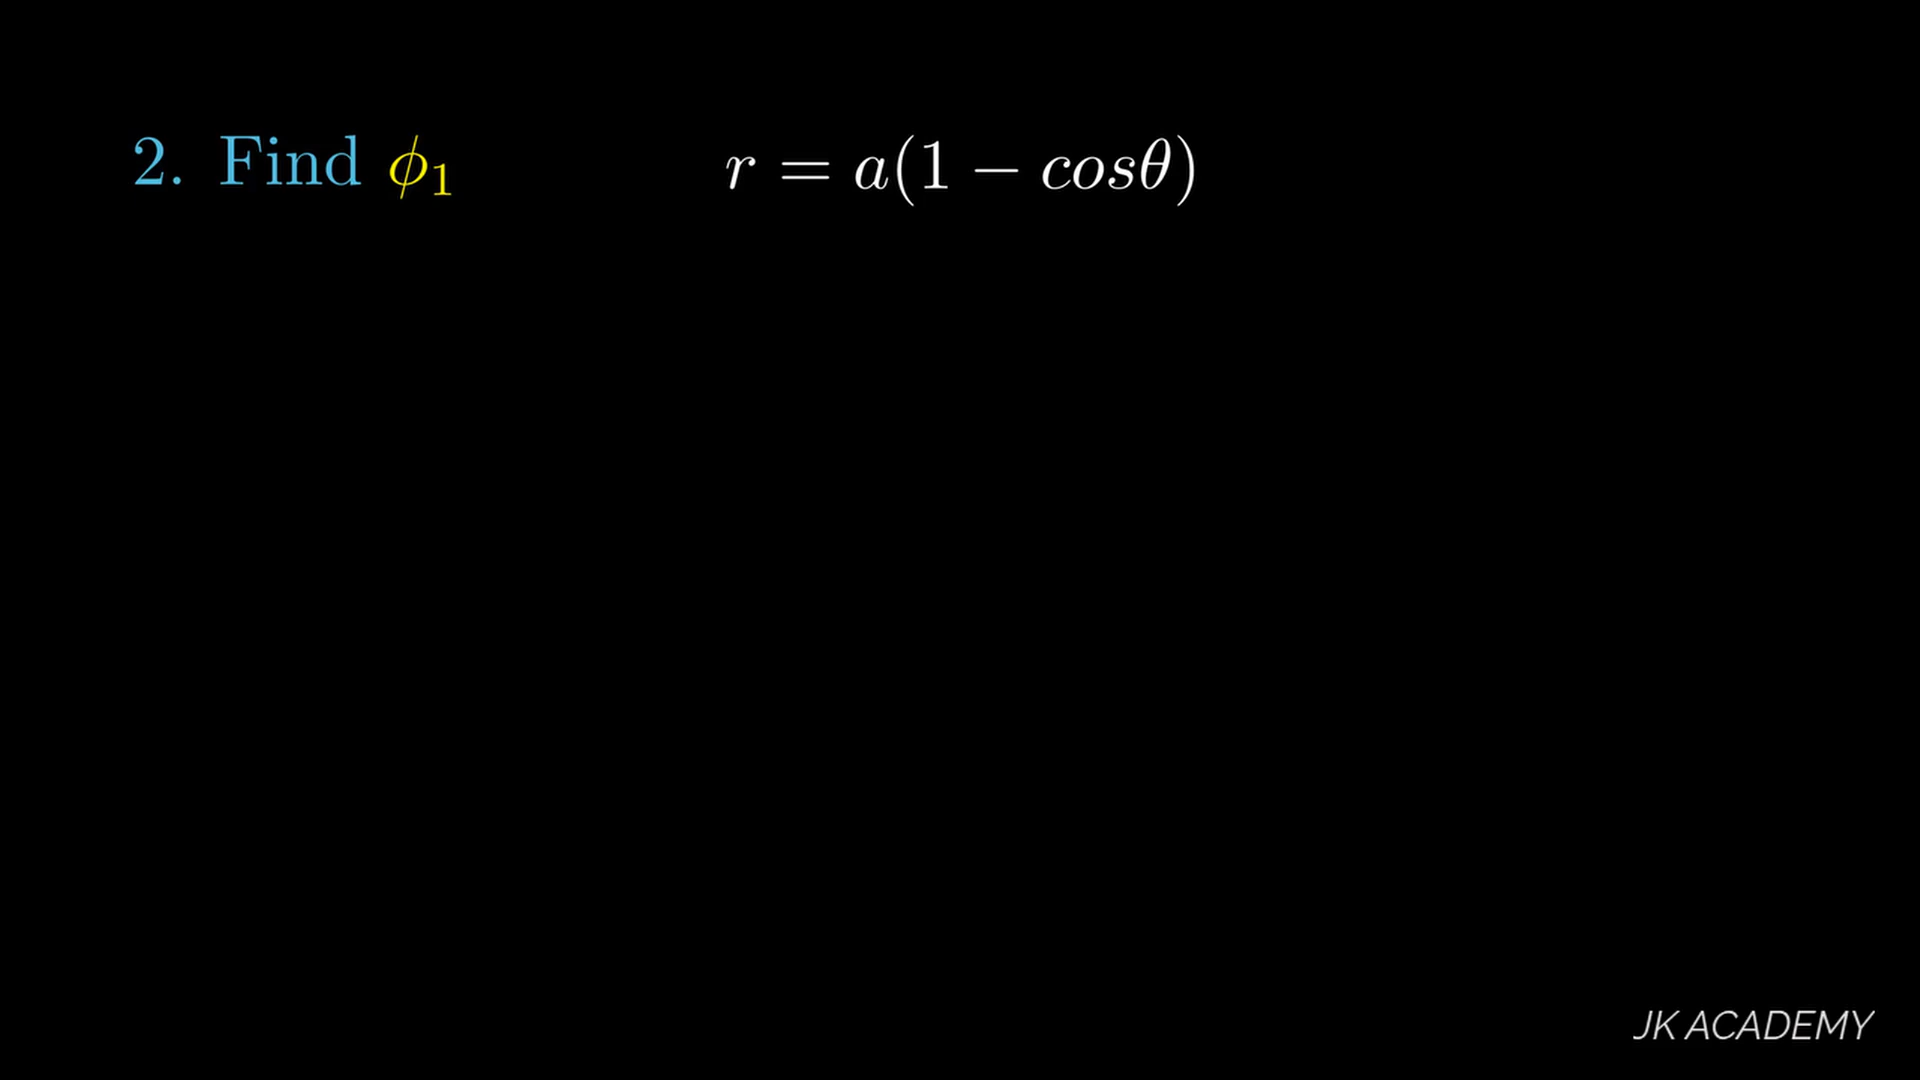 2. Find ϕ₁ r = a(1 − cosθ)
JK ACADEMY